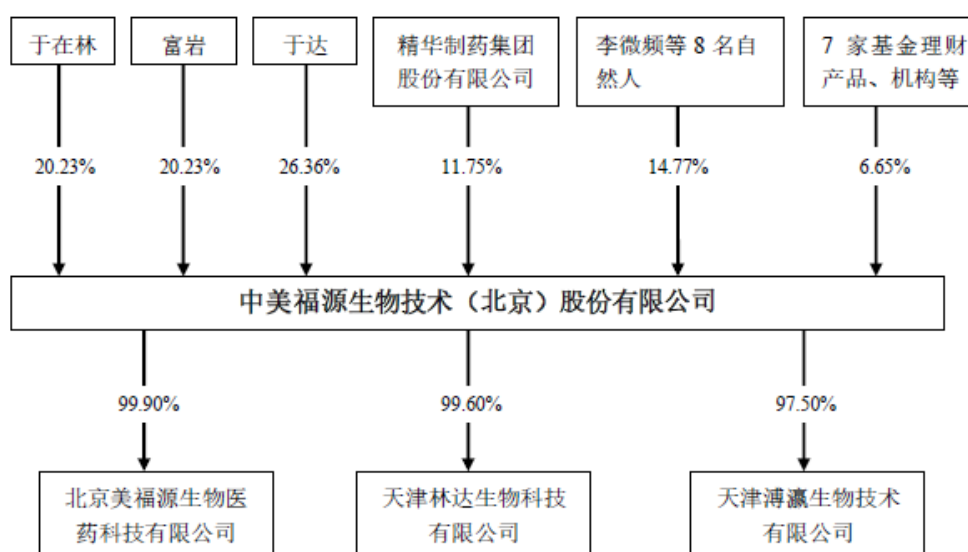 于在林
富岩
于达
精华制药集团
股份有限公司
李微频等 8 名自
然人
7 家基金理财
产品、机构等
20.23%
20.23%
26.36%
11.75%
14.77%
6.65%
中美福源生物技术（北京）股份有限公司
99.90%
99.60%
97.50%
北京美福源生物医
药科技有限公司
天津林达生物科技
有限公司
天津溥瀛生物技术
有限公司